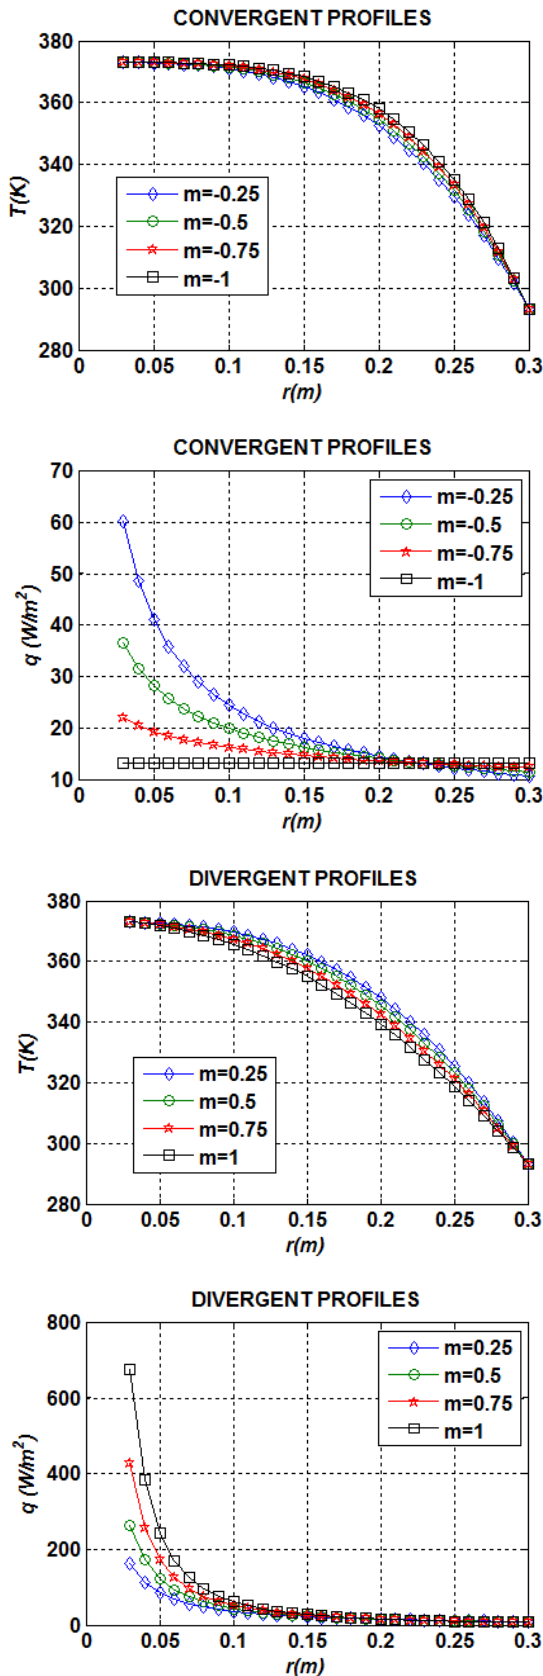 CONVERGENT PROFILES
380
360
340
320
300
280
T(K)
m=-0.25
m=-0.5
m=-0.75
m=-1
0 0.05 0.1 0.15 0.2 0.25 0.3
r(m)
CONVERGENT PROFILES
70
60
50
40
30
20
10
q (W/m²)
m=-0.25
m=-0.5
m=-0.75
m=-1
0 0.05 0.1 0.15 0.2 0.25 0.3
r(m)
DIVERGENT PROFILES
380
360
340
320
300
280
T(K)
m=0.25
m=0.5
m=0.75
m=1
0 0.05 0.1 0.15 0.2 0.25 0.3
r(m)
DIVERGENT PROFILES
800
600
400
200
0
q (W/m²)
m=0.25
m=0.5
m=0.75
m=1
0 0.05 0.1 0.15 0.2 0.25 0.3
r(m)